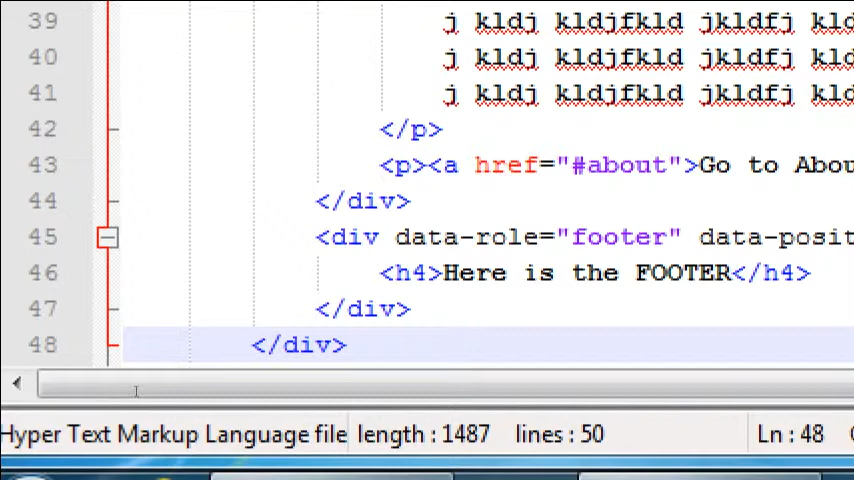 39 j kldj kldjfkld jkldfj kld
40 j kldj kldjfkld jkldfj kld
41 j kldj kldjfkld jkldfj kld
42 </p>
43 <p><a href="#about">Go to Abou
44 </div>
45 <div data-role="footer" data-posit
46 <h4>Here is the FOOTER</h4>
47 </div>
48 </div>
Hyper Text Markup Language file length : 1487 lines : 50 Ln : 48